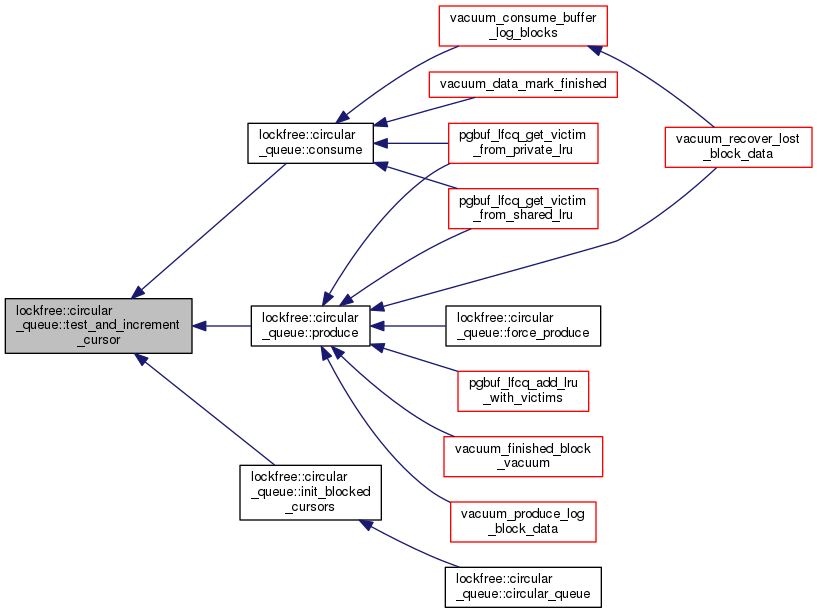 vacuum_consume_buffer
_log_blocks
vacuum_data_mark_finished
lockfree::circular
_queue::consume
pgbuf_lfcq_get_victim
_from_private_lru
vacuum_recover_lost
_block_data
pgbuf_lfcq_get_victim
_from_shared_lru
lockfree::circular
_queue::test_and_increment
_cursor
lockfree::circular
_queue::produce
lockfree::circular
_queue::force_produce
pgbuf_lfcq_add_lru
_with_victims
vacuum_finished_block
_vacuum
lockfree::circular
_queue::init_blocked
_cursors
vacuum_produce_log
_block_data
lockfree::circular
_queue::circular_queue